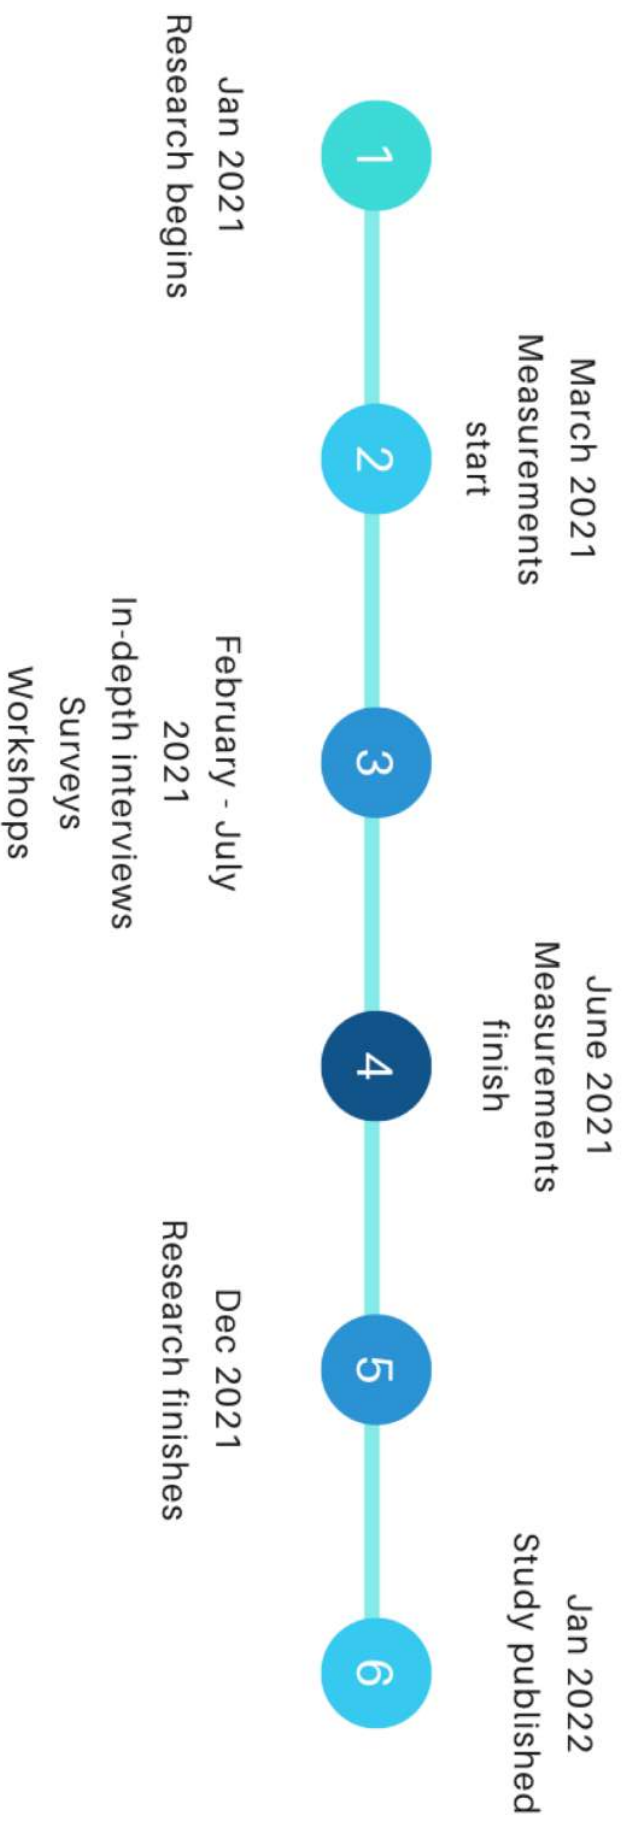 1
Jan 2021
Research begins
2
March 2021
Measurements
start
3
February - July
2021
In-depth interviews
Surveys
Workshops
4
June 2021
Measurements
finish
5
Dec 2021
Research finishes
6
Jan 2022
Study published